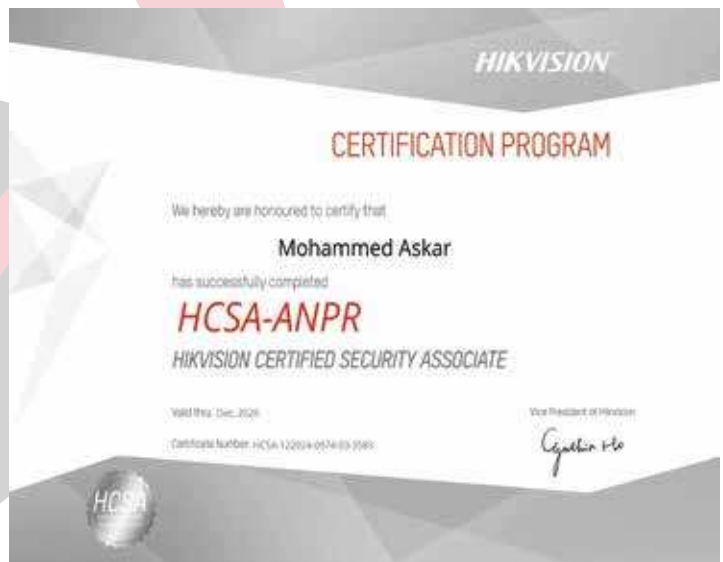 HIKVISION
CERTIFICATION PROGRAM
We hereby are honoured to certify that
Mohammed Askar
has successfully completed
HCSA-ANPR
HIKVISION CERTIFIED SECURITY ASSOCIATE
Valid thru: Dec,
Vice President of Hikvision
Certificate Number:
HCSA